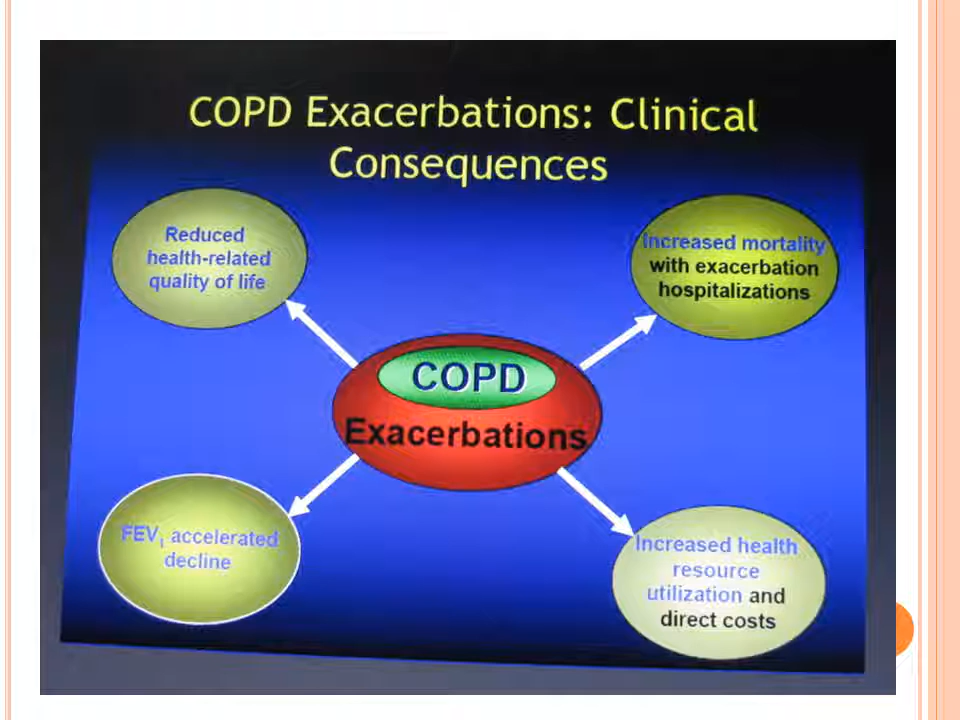 COPD Exacerbations: Clinical
Consequences
Reduced
health-related
quality of life
Increased mortality
with exacerbation
hospitalizations
COPD
Exacerbations
FEV₁ accelerated
decline
Increased health
resource
utilization and
direct costs